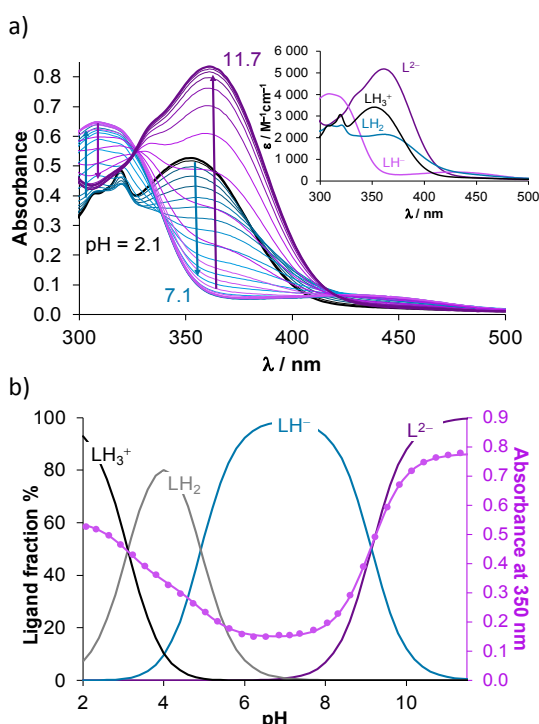 a)
11.7
0.8
0.7
0.6
0.5
0.4
0.3
0.2
0.1
0.0
Absorbance
pH = 2.1
7.1
300 350 400 450 500
λ / nm
6 000
5 000
4 000
3 000
2 000
1 000
0
ε / M⁻¹cm⁻¹
L²⁻
LH₃⁺
LH₂
LH⁻
300 350 400 450 500
λ / nm
b)
100
80
60
40
20
0
Ligand fraction %
LH₃⁺
LH₂
LH⁻
L²⁻
0.9
0.8
0.7
0.6
0.5
0.4
0.3
0.2
0.1
0.0
Absorbance at 350 nm
2 4 6 8 10
pH